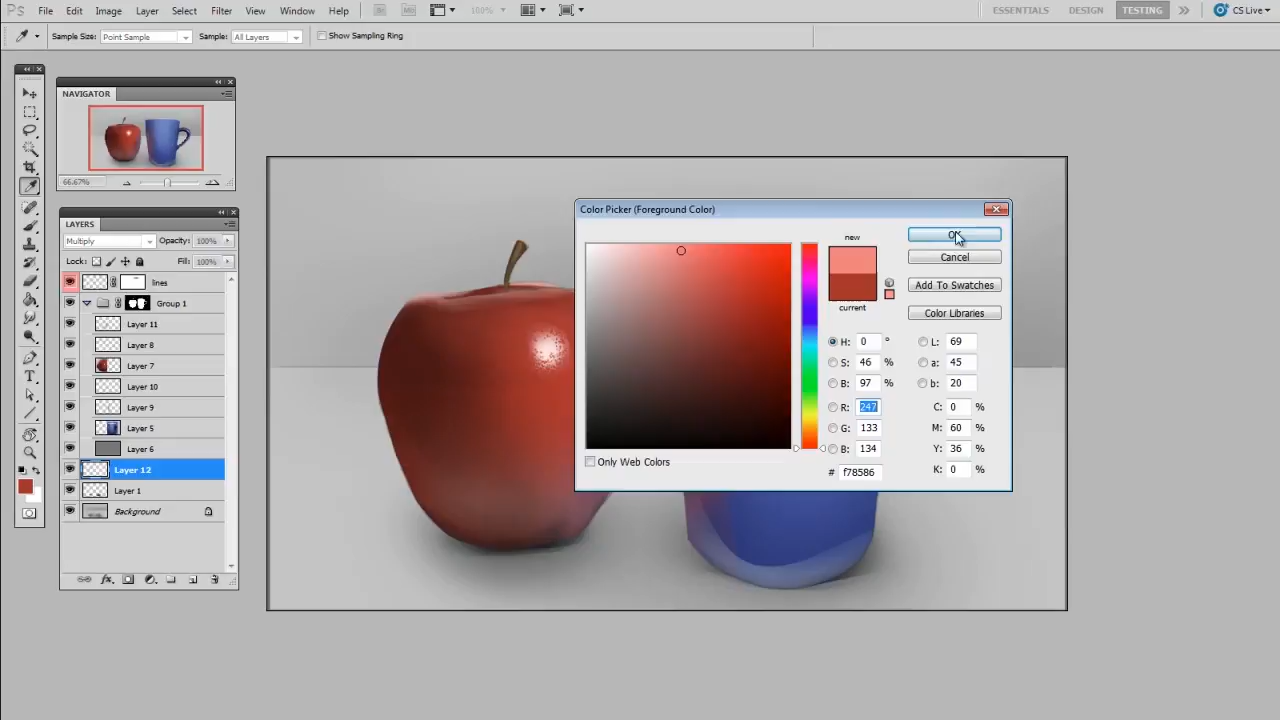 Ps File Edit Image Layer Select Filter View Window Help 100% ESSENTIALS DESIGN TESTING CS Live
Sample Size: Point Sample Sample: All Layers Show Sampling Ring
NAVIGATOR
66.67%
LAYERS
Multiply Opacity: 100%
Lock: Fill: 100%
lines
Group 1
Layer 11
Layer 8
Layer 7
Layer 10
Layer 9
Layer 5
Layer 6
Layer 12
Layer 1
Background
Color Picker (Foreground Color)
new
current
OK
Cancel
Add To Swatches
Color Libraries
H: 0 ° L: 69
S: 46 % a: 45
B: 97 % b: 20
R: 247 C: 0 %
G: 133 M: 60 %
B: 134 Y: 36 %
# f78586 K: 0 %
Only Web Colors